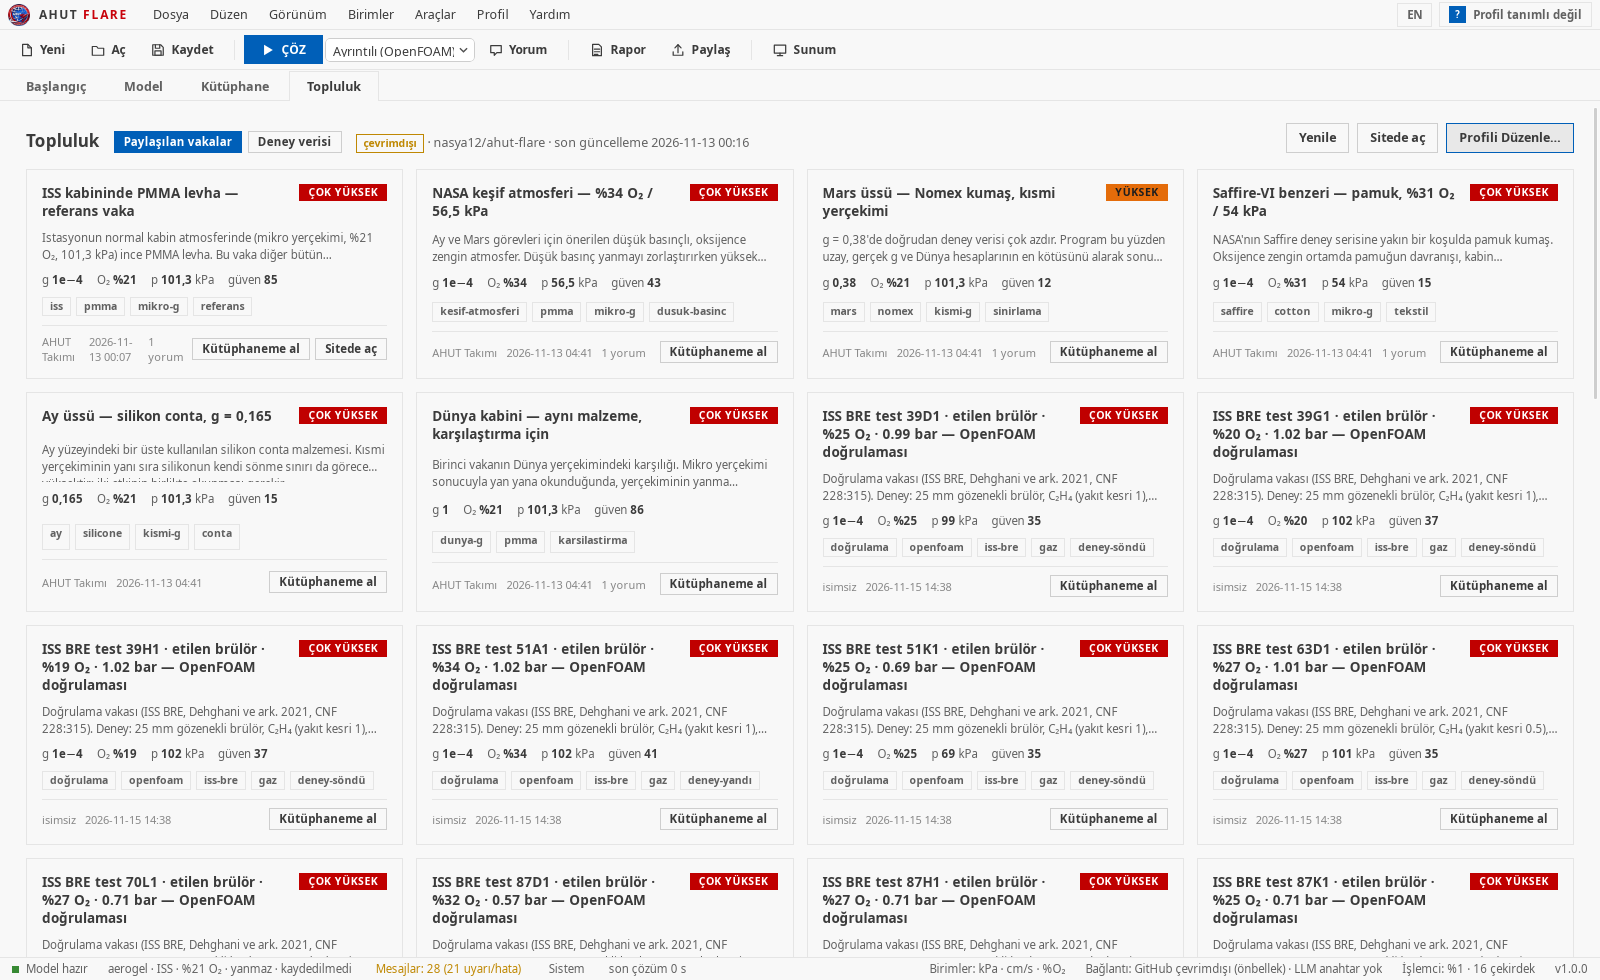 AHUT FLARE Dosya Düzen Görünüm Birimler Araçlar Profil Yardım EN ? Profil tanımlı değil
Yeni Aç Kaydet ÇÖZ Ayrıntılı (OpenFOAM) Yorum Rapor Paylaş Sunum
Başlangıç Model Kütüphane Topluluk
Topluluk Paylaşılan vakalar Deney verisi çevrimdışı · nasya12/ahut-flare · son güncelleme 2026-11-13 00:16 Yenile Sitede aç Profili Düzenle...
ISS kabininde PMMA levha —
referans vaka
ÇOK YÜKSEK
Istasyonun normal kabin atmosferinde (mikro yerçekimi, %21
O₂, 101,3 kPa) ince PMMA levha. Bu vaka diğer bütün...
g 1e−4 O₂ %21 p 101,3 kPa güven 85
iss pmma mikro-g referans
AHUT
Takımı
2026-11-
13 00:07
1
yorum
Kütüphaneme al Sitede aç
NASA keşif atmosferi — %34 O₂ /
56,5 kPa
ÇOK YÜKSEK
Ay ve Mars görevleri için önerilen düşük basınçlı, oksijence
zengin atmosfer. Düşük basınç yanmayı zorlaştırırken yüksek...
g 1e−4 O₂ %34 p 56,5 kPa güven 43
kesif-atmosferi pmma mikro-g dusuk-basinc
AHUT Takımı 2026-11-13 04:41 1 yorum Kütüphaneme al
Mars üssü — Nomex kumaş, kısmi
yerçekimi
YÜKSEK
g = 0,38'de doğrudan deney verisi çok azdır. Program bu yüzden
uzay, gerçek g ve Dünya hesaplarının en kötüsünü alarak sonu...
g 0,38 O₂ %21 p 101,3 kPa güven 12
mars nomex kismi-g sinirlama
AHUT Takımı 2026-11-13 04:41 1 yorum Kütüphaneme al
Saffire-VI benzeri — pamuk, %31 O₂
/ 54 kPa
ÇOK YÜKSEK
NASA'nın Saffire deney serisine yakın bir koşulda pamuk kumaş.
Oksijence zengin ortamda pamuğun davranışı, kabin...
g 1e−4 O₂ %31 p 54 kPa güven 15
saffire cotton mikro-g tekstil
AHUT Takımı 2026-11-13 04:41 1 yorum Kütüphaneme al
Ay üssü — silikon conta, g = 0,165
ÇOK YÜKSEK
Ay yüzeyindeki bir üste kullanılan silikon conta malzemesi. Kısmi
yerçekiminin yanı sıra silikonun kendi sönme sınırı da görece...
g 0,165 O₂ %21 p 101,3 kPa güven 15
ay silicone kismi-g conta
AHUT Takımı 2026-11-13 04:41 Kütüphaneme al
Dünya kabini — aynı malzeme,
karşılaştırma için
ÇOK YÜKSEK
Birinci vakanın Dünya yerçekimindeki karşılığı. Mikro yerçekimi
sonucuyla yan yana okunduğunda, yerçekiminin yanma...
g 1 O₂ %21 p 101,3 kPa güven 86
dunya-g pmma karsilastirma
AHUT Takımı 2026-11-13 04:41 1 yorum Kütüphaneme al
ISS BRE test 39D1 · etilen brülör ·
%25 O₂ · 0.99 bar — OpenFOAM
doğrulaması
ÇOK YÜKSEK
Doğrulama vakası (ISS BRE, Dehghani ve ark. 2021, CNF
228:315). Deney: 25 mm gözenekli brülör, C₂H₄ (yakıt kesri 1),...
g 1e−4 O₂ %25 p 99 kPa güven 35
doğrulama openfoam iss-bre gaz deney-söndü
isimsiz 2026-11-15 14:38 Kütüphaneme al
ISS BRE test 39G1 · etilen brülör ·
%20 O₂ · 1.02 bar — OpenFOAM
doğrulaması
ÇOK YÜKSEK
Doğrulama vakası (ISS BRE, Dehghani ve ark. 2021, CNF
228:315). Deney: 25 mm gözenekli brülör, C₂H₄ (yakıt kesri 1),...
g 1e−4 O₂ %20 p 102 kPa güven 37
doğrulama openfoam iss-bre gaz deney-söndü
isimsiz 2026-11-15 14:38 Kütüphaneme al
ISS BRE test 39H1 · etilen brülör ·
%19 O₂ · 1.02 bar — OpenFOAM
doğrulaması
ÇOK YÜKSEK
Doğrulama vakası (ISS BRE, Dehghani ve ark. 2021, CNF
228:315). Deney: 25 mm gözenekli brülör, C₂H₄ (yakıt kesri 1),...
g 1e−4 O₂ %19 p 102 kPa güven 37
doğrulama openfoam iss-bre gaz deney-söndü
isimsiz 2026-11-15 14:38 Kütüphaneme al
ISS BRE test 51A1 · etilen brülör ·
%34 O₂ · 1.02 bar — OpenFOAM
doğrulaması
ÇOK YÜKSEK
Doğrulama vakası (ISS BRE, Dehghani ve ark. 2021, CNF
228:315). Deney: 25 mm gözenekli brülör, C₂H₄ (yakıt kesri 1),...
g 1e−4 O₂ %34 p 102 kPa güven 41
doğrulama openfoam iss-bre gaz deney-yandı
isimsiz 2026-11-15 14:38 Kütüphaneme al
ISS BRE test 51K1 · etilen brülör ·
%25 O₂ · 0.69 bar — OpenFOAM
doğrulaması
ÇOK YÜKSEK
Doğrulama vakası (ISS BRE, Dehghani ve ark. 2021, CNF
228:315). Deney: 25 mm gözenekli brülör, C₂H₄ (yakıt kesri 1),...
g 1e−4 O₂ %25 p 69 kPa güven 35
doğrulama openfoam iss-bre gaz deney-söndü
isimsiz 2026-11-15 14:38 Kütüphaneme al
ISS BRE test 63D1 · etilen brülör ·
%27 O₂ · 1.01 bar — OpenFOAM
doğrulaması
ÇOK YÜKSEK
Doğrulama vakası (ISS BRE, Dehghani ve ark. 2021, CNF
228:315). Deney: 25 mm gözenekli brülör, C₂H₄ (yakıt kesri 0.5),...
g 1e−4 O₂ %27 p 101 kPa güven 35
doğrulama openfoam iss-bre gaz deney-söndü
isimsiz 2026-11-15 14:38 Kütüphaneme al
ISS BRE test 70L1 · etilen brülör ·
%27 O₂ · 0.71 bar — OpenFOAM
doğrulaması
ÇOK YÜKSEK
Doğrulama vakası (ISS BRE, Dehghani ve ark. 2021, CNF
ISS BRE test 87D1 · etilen brülör ·
%32 O₂ · 0.57 bar — OpenFOAM
doğrulaması
ÇOK YÜKSEK
Doğrulama vakası (ISS BRE, Dehghani ve ark. 2021, CNF
ISS BRE test 87H1 · etilen brülör ·
%27 O₂ · 0.71 bar — OpenFOAM
doğrulaması
ÇOK YÜKSEK
Doğrulama vakası (ISS BRE, Dehghani ve ark. 2021, CNF
ISS BRE test 87K1 · etilen brülör ·
%25 O₂ · 0.71 bar — OpenFOAM
doğrulaması
ÇOK YÜKSEK
Doğrulama vakası (ISS BRE, Dehghani ve ark. 2021, CNF
Model hazır aerogel · ISS · %21 O₂ · yanmaz · kaydedilmedi Mesajlar: 28 (21 uyarı/hata) Sistem son çözüm 0 s Birimler: kPa · cm/s · %O₂ Bağlantı: GitHub çevrimdışı (önbellek) · LLM anahtar yok İşlemci: %1 · 16 çekirdek v1.0.0